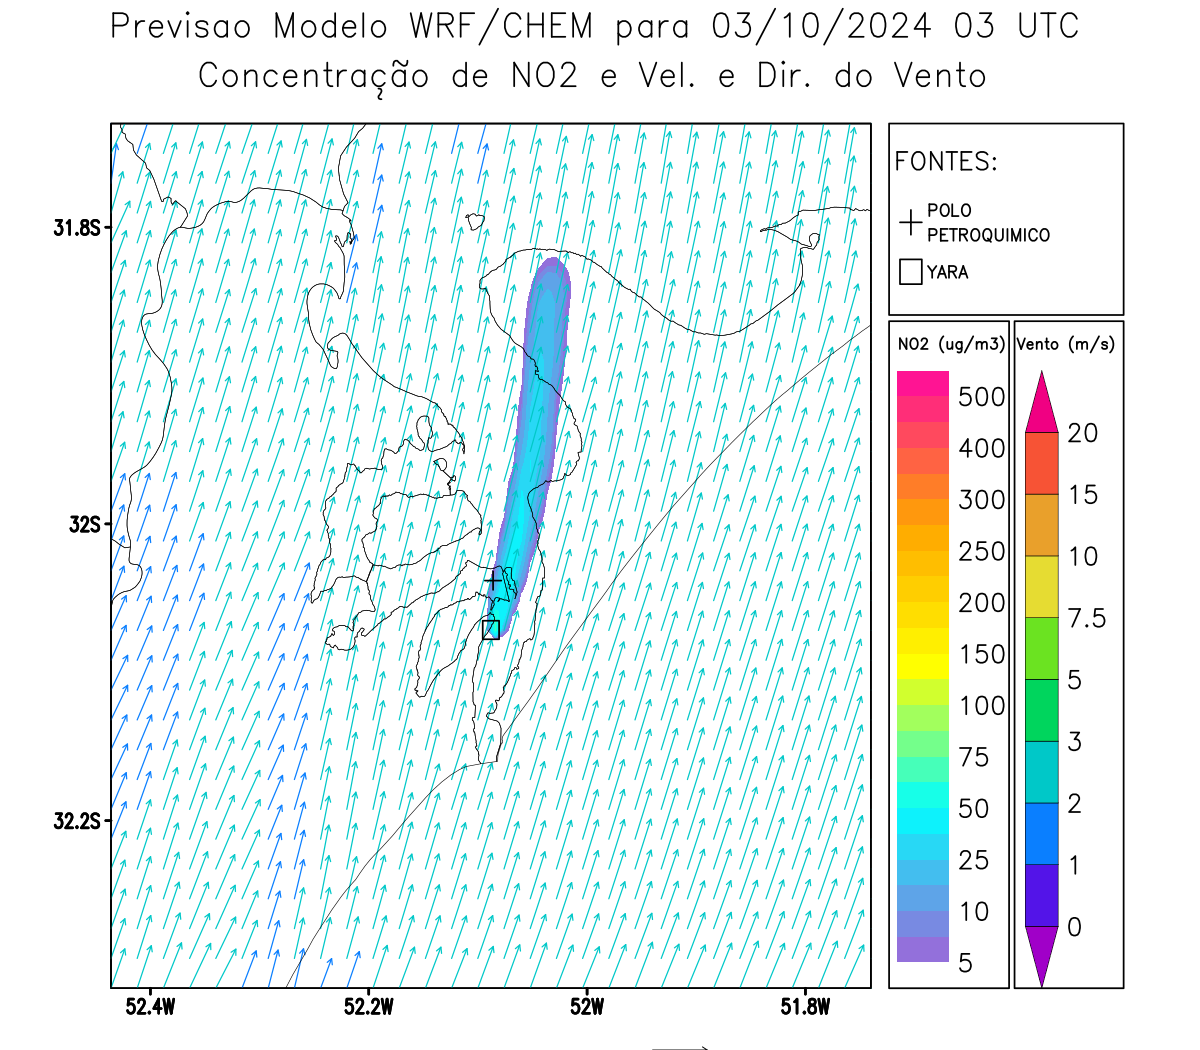 Previsao Modelo WRF/CHEM para 03/10/2024 03 UTC
Concentração de NO2 e Vel. e Dir. do Vento
FONTES:
POLO
PETROQUIMICO
YARA
NO2 (ug/m3)
500
400
300
250
200
150
100
75
50
25
10
5
Vento (m/s)
20
15
10
7.5
5
3
2
1
0
31.8S
32S
32.2S
52.4W
52.2W
52W
51.8W